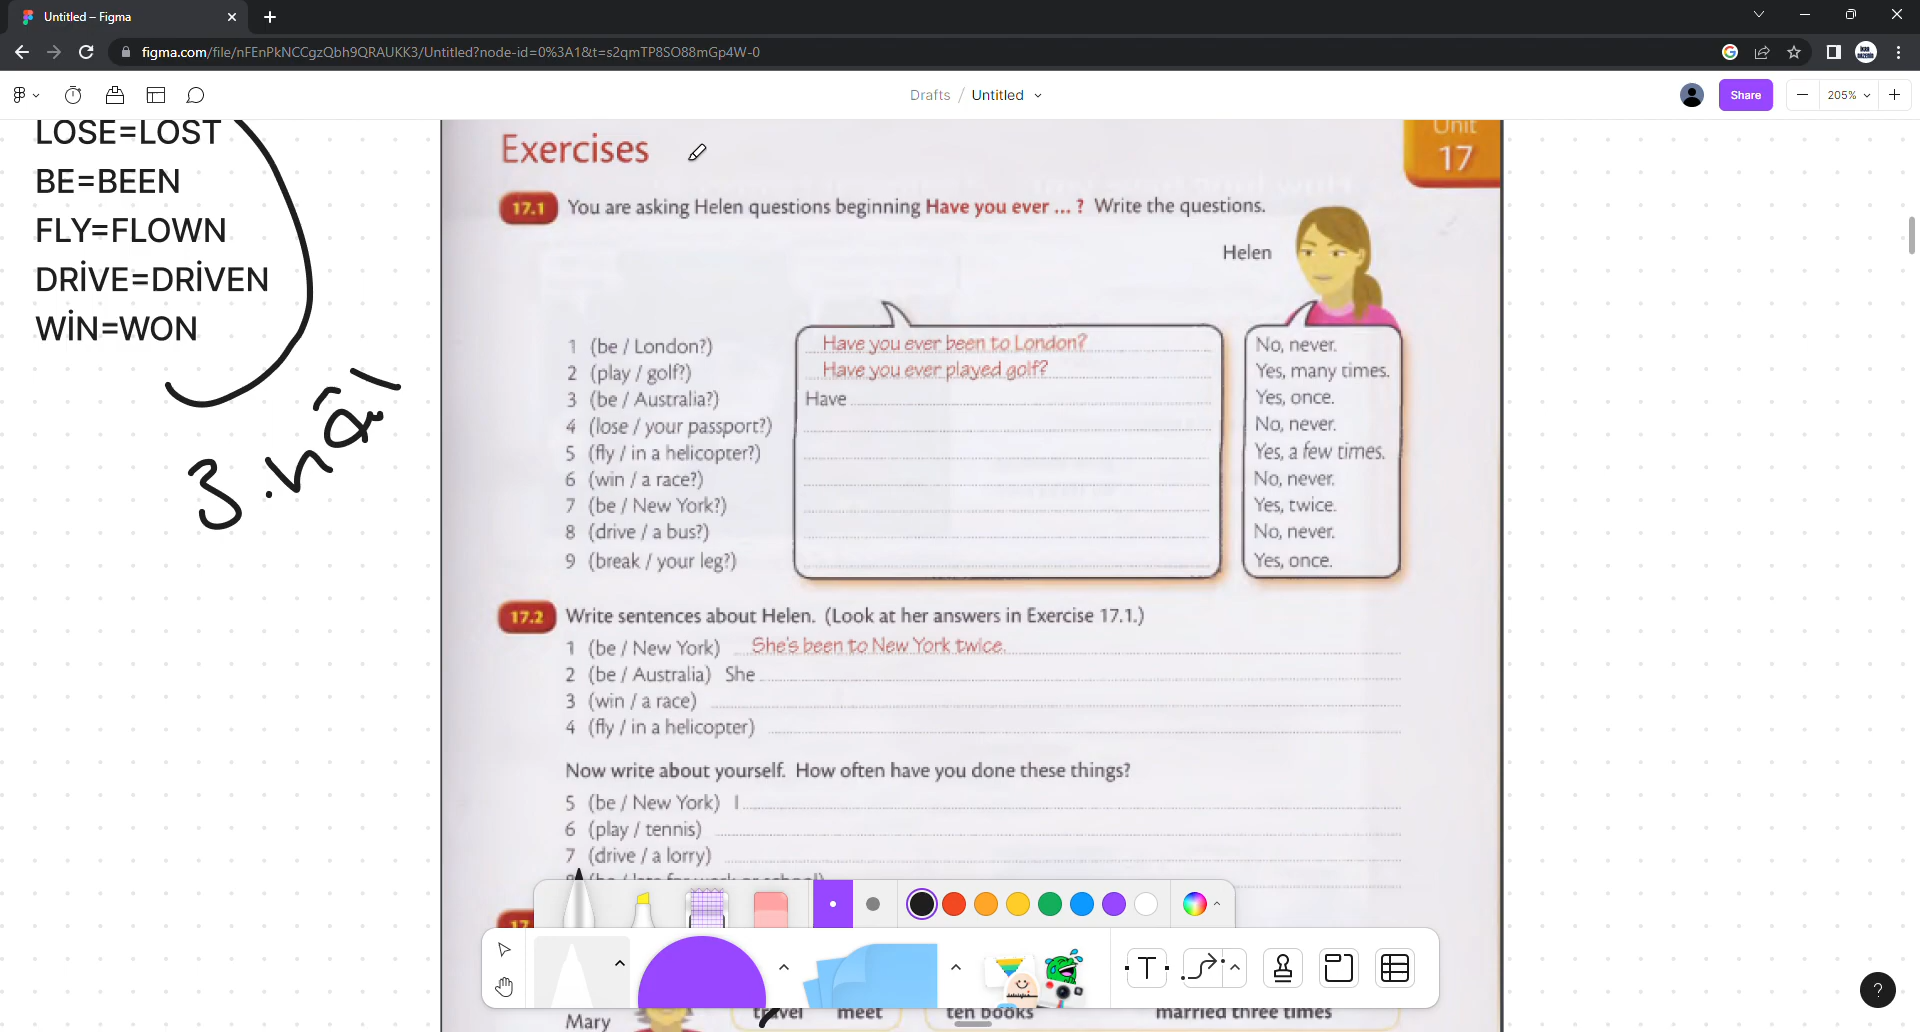 Untitled – Figma
figma.com/file/nFEnPkNCCgzQbh9QRAUKK3/Untitled?node-id=0%3A1&t=s2qmTP8SO88mGp4W-0
Drafts / Untitled
Share
205%
LOSE=LOST
BE=BEEN
FLY=FLOWN
DRİVE=DRİVEN
WİN=WON
3.hâl
Exercises
Unit
17
17.1 You are asking Helen questions beginning Have you ever ... ? Write the questions.
Helen
1 (be / London?) Have you ever been to London? No, never.
2 (play / golf?) Have you ever played golf? Yes, many times.
3 (be / Australia?) Have Yes, once.
4 (lose / your passport?) No, never.
5 (fly / in a helicopter?) Yes, a few times.
6 (win / a race?) No, never.
7 (be / New York?) Yes, twice.
8 (drive / a bus?) No, never.
9 (break / your leg?) Yes, once.
17.2 Write sentences about Helen. (Look at her answers in Exercise 17.1.)
1 (be / New York) She's been to New York twice.
2 (be / Australia) She
3 (win / a race)
4 (fly / in a helicopter)
Now write about yourself. How often have you done these things?
5 (be / New York) I
6 (play / tennis)
7 (drive / a lorry)
8 (be / late for work or school)
17
T
?
Mary
travel meet ten books married three times